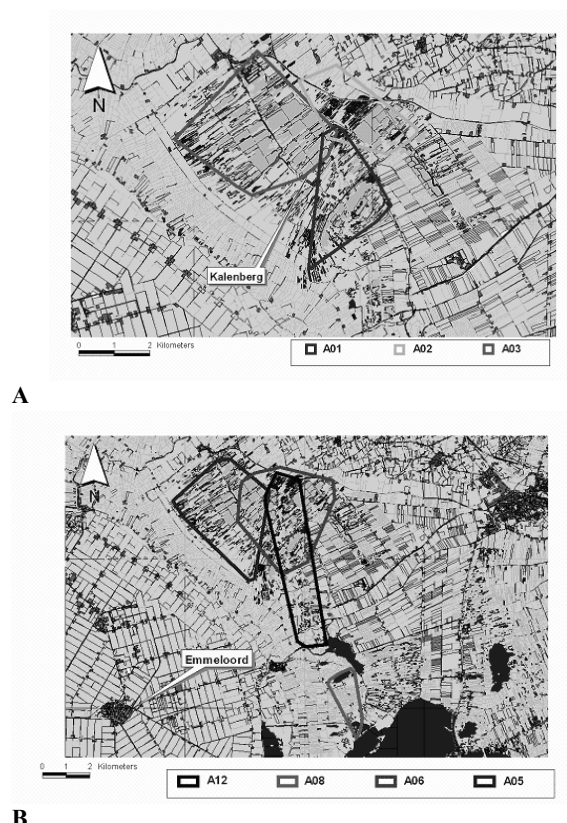 N
Kalenberg
0 1 2 Kilometers
A01 A02 A03
A
N
Emmeloord
0 1 2 Kilometers
A12 A08 A06 A05
B